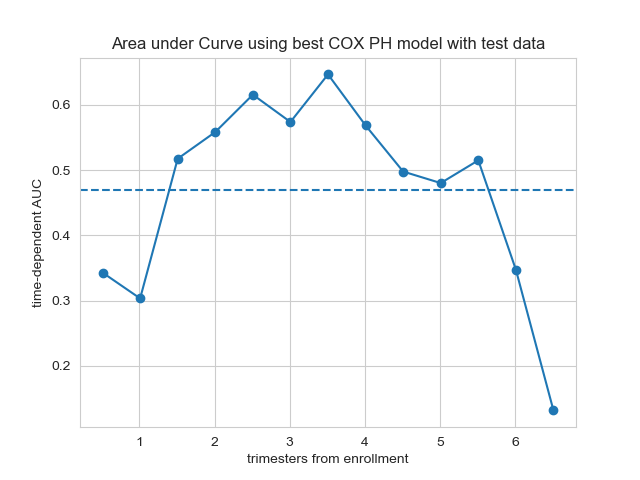 Area under Curve using best COX PH model with test data
time-dependent AUC
0.6
0.5
0.4
0.3
0.2
1 2 3 4 5 6
trimesters from enrollment